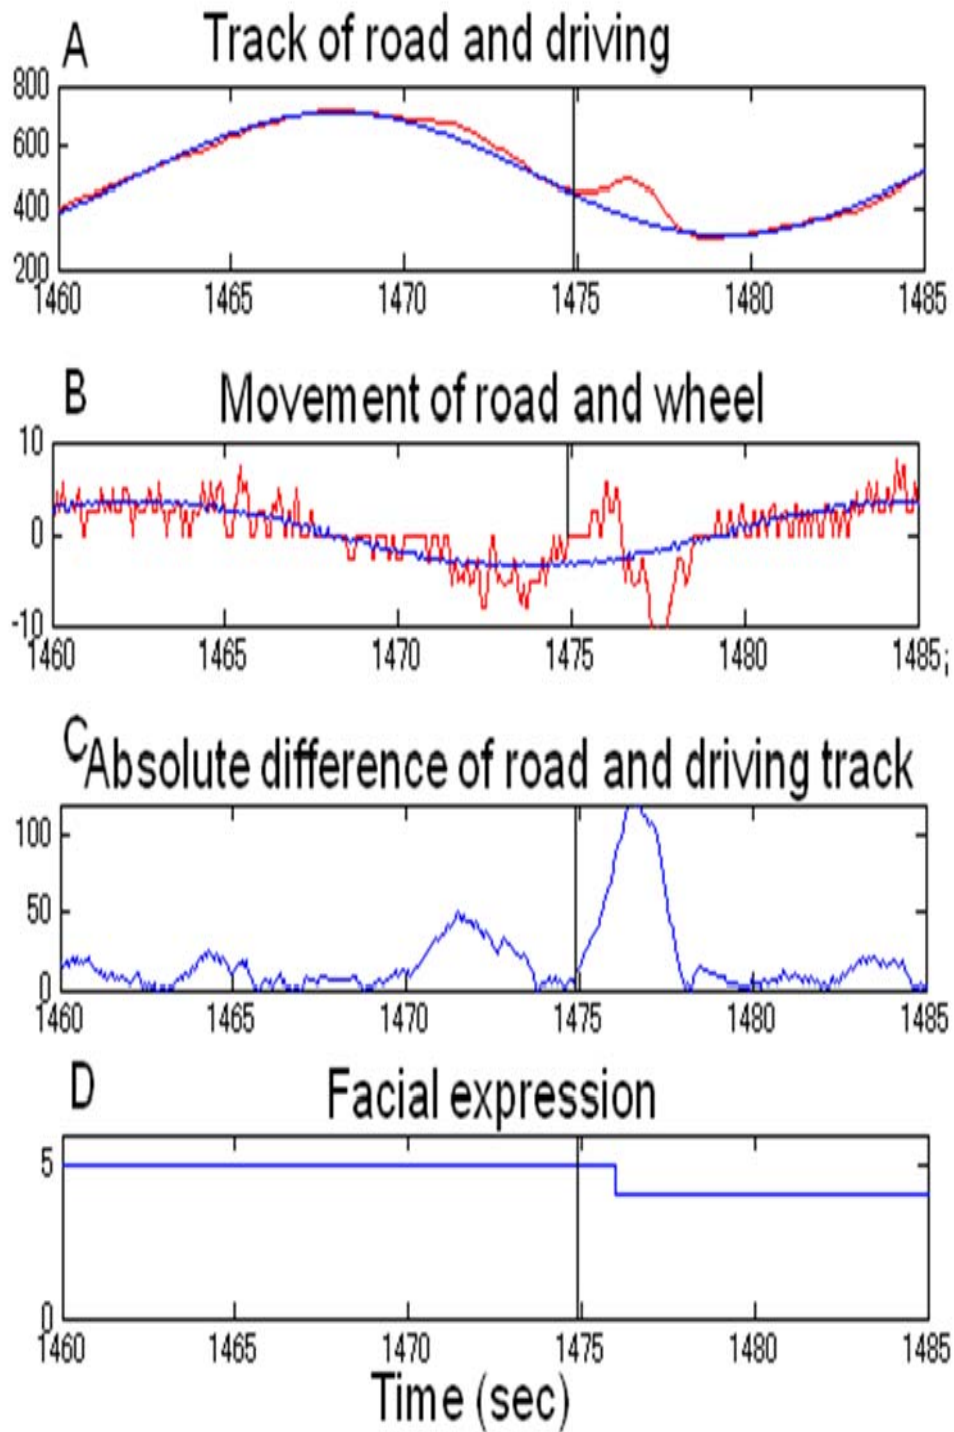 A Track of road and driving
800
600
400
200
1460 1465 1470 1475 1480 1485
B Movement of road and wheel
10
0
-10
1460 1465 1470 1475 1480 1485;
C Absolute difference of road and driving track
100
50
0
1460 1465 1470 1475 1480 1485
D Facial expression
5
0
1460 1465 1470 1475 1480 1485
Time (sec)